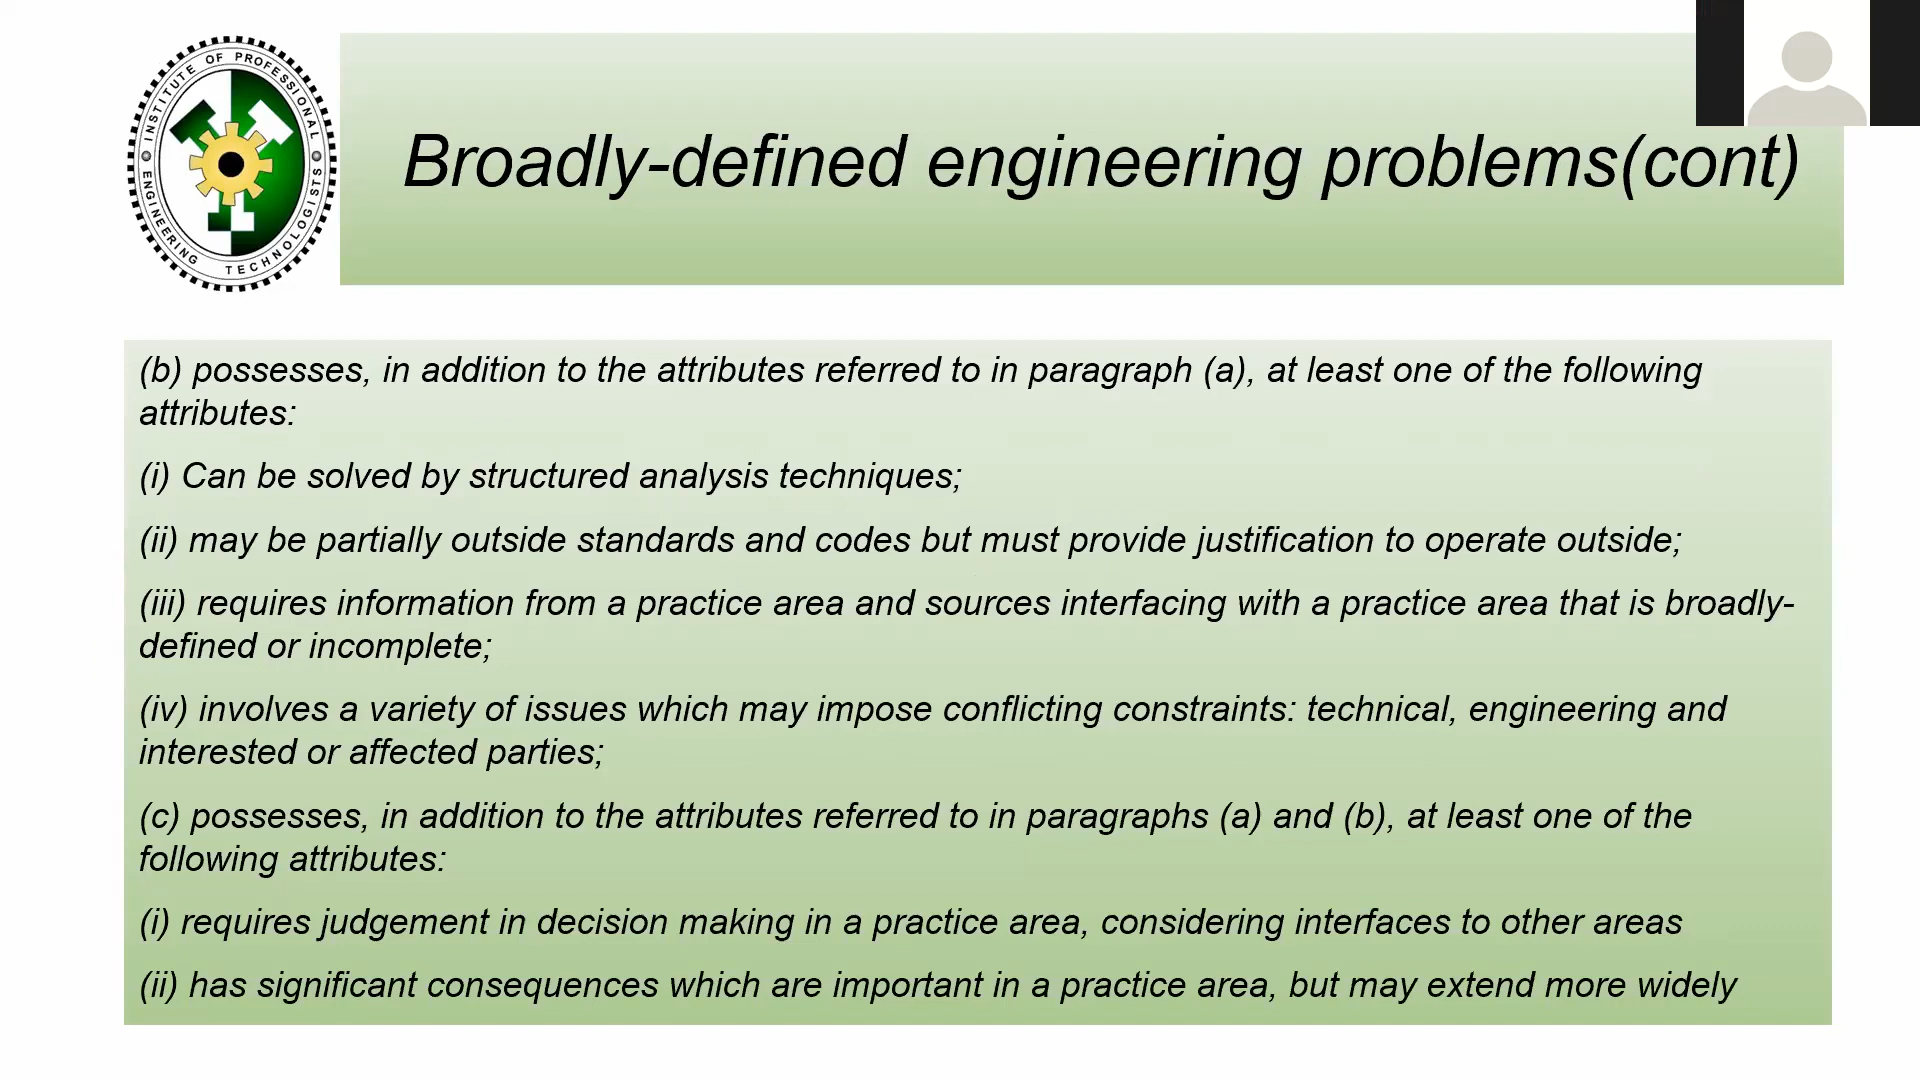 INSTITUTE OF PROFESSIONAL
ENGINEERING TECHNOLOGISTS
Broadly-defined engineering problems(cont)
(b) possesses, in addition to the attributes referred to in paragraph (a), at least one of the following
attributes:
(i) Can be solved by structured analysis techniques;
(ii) may be partially outside standards and codes but must provide justification to operate outside;
(iii) requires information from a practice area and sources interfacing with a practice area that is broadly-
defined or incomplete;
(iv) involves a variety of issues which may impose conflicting constraints: technical, engineering and
interested or affected parties;
(c) possesses, in addition to the attributes referred to in paragraphs (a) and (b), at least one of the
following attributes:
(i) requires judgement in decision making in a practice area, considering interfaces to other areas
(ii) has significant consequences which are important in a practice area, but may extend more widely